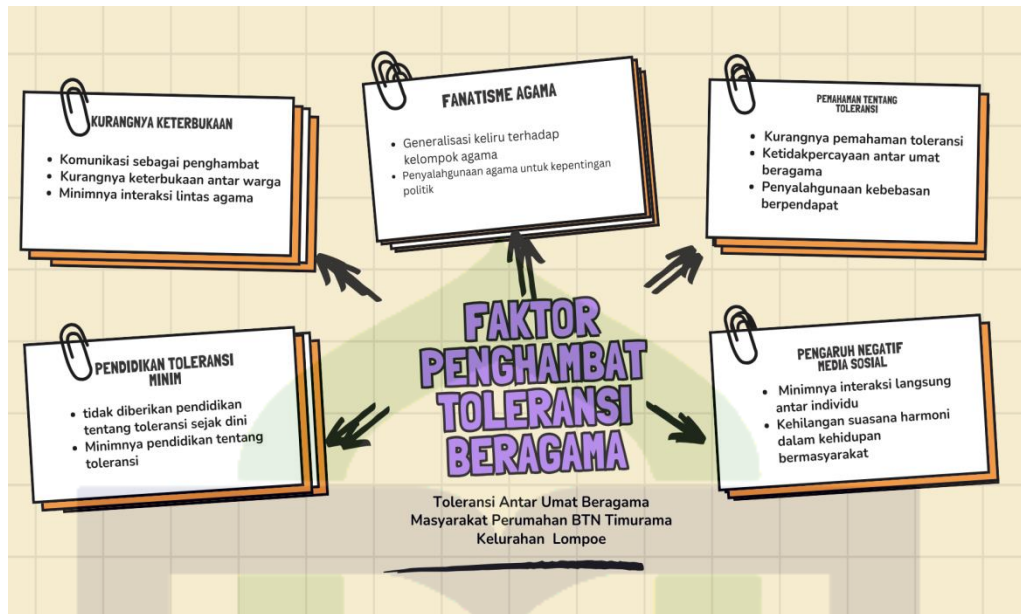 KURANGNYA KETERBUKAAN
• Komunikasi sebagai penghambat
• Kurangnya keterbukaan antar warga
• Minimnya interaksi lintas agama
FANATISME AGAMA
• Generalisasi keliru terhadap
kelompok agama
• Penyalahgunaan agama untuk kepentingan
politik
PEMAHAMAN TENTANG
TOLERANSI
• Kurangnya pemahaman toleransi
• Ketidakpercayaan antar umat
beragama
• Penyalahgunaan kebebasan
berpendapat
PENDIDIKAN TOLERANSI
MINIM
• tidak diberikan pendidikan
tentang toleransi sejak dini
• Minimnya pendidikan tentang
toleransi
FAKTOR
PENGHAMBAT
TOLERANSI
BERAGAMA
Toleransi Antar Umat Beragama
Masyarakat Perumahan BTN Timurama
Kelurahan Lompoe
PENGARUH NEGATIF
MEDIA SOSIAL
• Minimnya interaksi langsung
antar individu
• Kehilangan suasana harmoni
dalam kehidupan
bermasyarakat